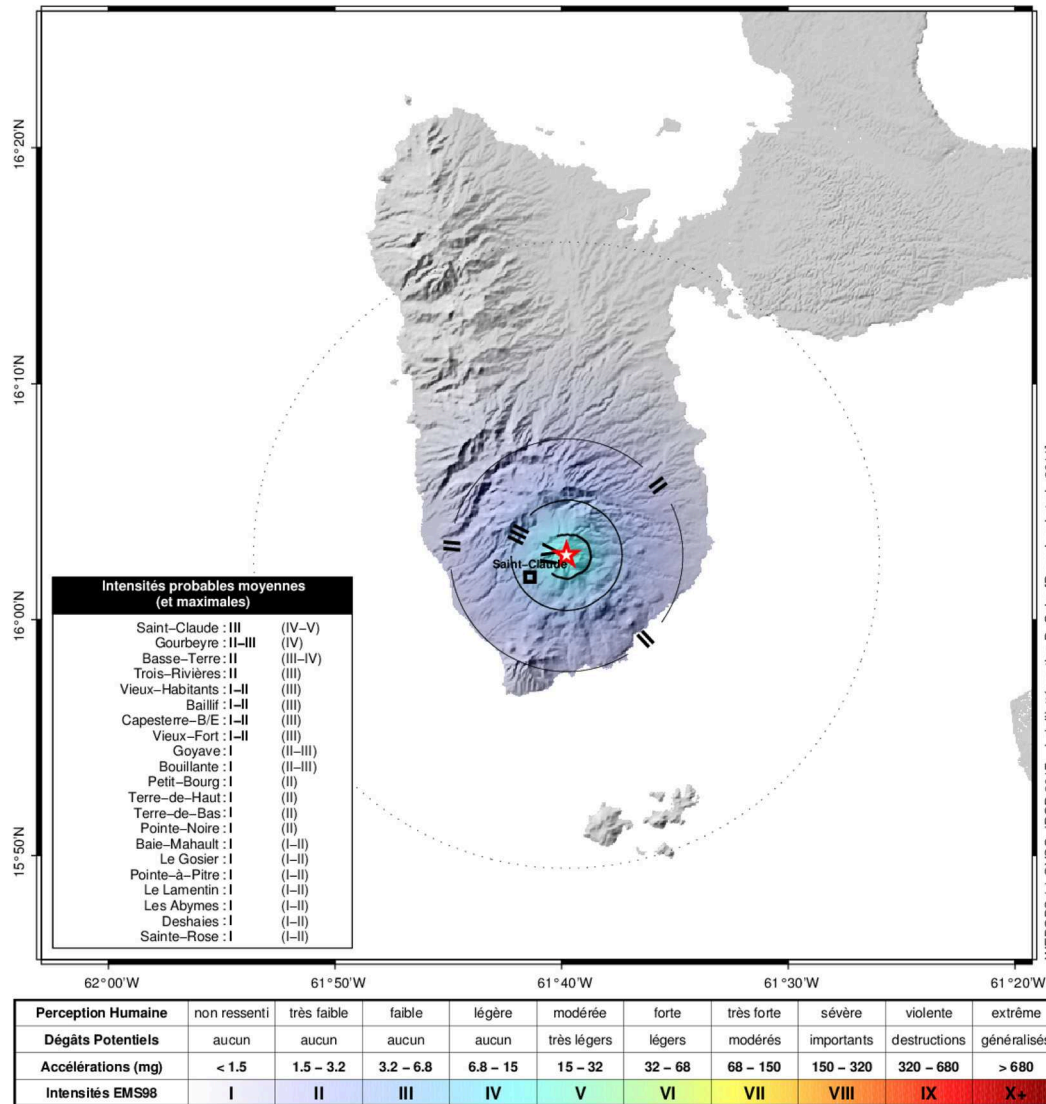 16°20'N
16°10'N
16°00'N
15°50'N
II
II
III
IV
II
Saint–Claude
Intensités probables moyennes
(et maximales)
Saint–Claude : III (IV–V)
Gourbeyre : II–III (IV)
Basse–Terre : II (III–IV)
Trois–Rivières : II (III)
Vieux–Habitants : I–II (III)
Baillif : I–II (III)
Capesterre–B/E : I–II (III)
Vieux–Fort : I–II (III)
Goyave : I (II–III)
Bouillante : I (II–III)
Petit–Bourg : I (II)
Terre–de–Haut : I (II)
Terre–de–Bas : I (II)
Pointe–Noire : I (II)
Baie–Mahault : I (I–II)
Le Gosier : I (I–II)
Pointe–à–Pitre : I (I–II)
Le Lamentin : I (I–II)
Les Abymes : I (I–II)
Deshaies : I (I–II)
Sainte–Rose : I (I–II)
62°00'W 61°50'W 61°40'W 61°30'W 61°20'W
Perception Humaine non ressenti très faible faible légère modérée forte très forte sévère violente extrême
Dégâts Potentiels aucun aucun aucun aucun très légers légers modérés importants destructions généralisés
Accélérations (mg) < 1.5 1.5 – 3.2 3.2 – 6.8 6.8 – 15 15 – 32 32 – 68 68 – 150 150 – 320 320 – 680 > 680
Intensités EMS98 I II III IV V VI VII VIII IX X+